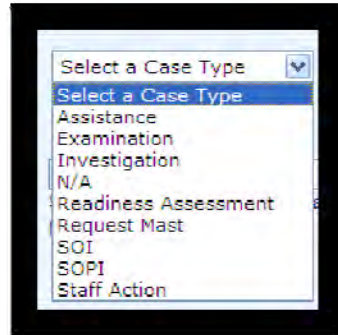 Select a Case Type
Select a Case Type
Assistance
Examination
Investigation
N/A
Readiness Assessment
Request Mast
SOI
SOPI
Staff Action